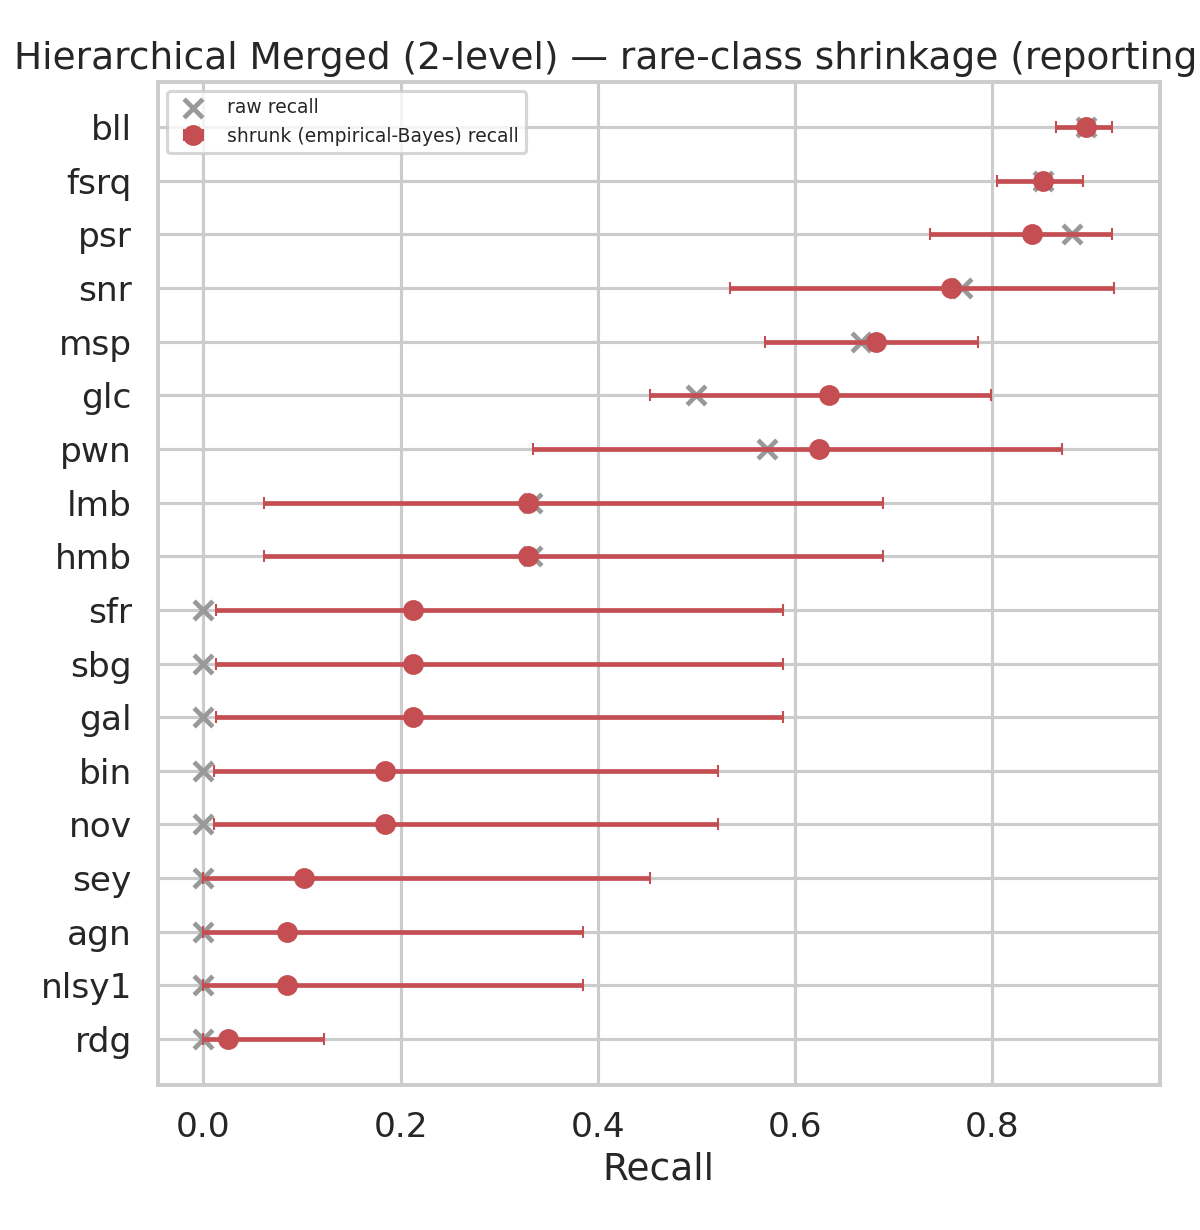 Hierarchical Merged (2-level) — rare-class shrinkage (reporting
raw recall
shrunk (empirical-Bayes) recall
bll
fsrq
psr
snr
msp
glc
pwn
lmb
hmb
sfr
sbg
gal
bin
nov
sey
agn
nlsy1
rdg
0.0 0.2 0.4 0.6 0.8
Recall